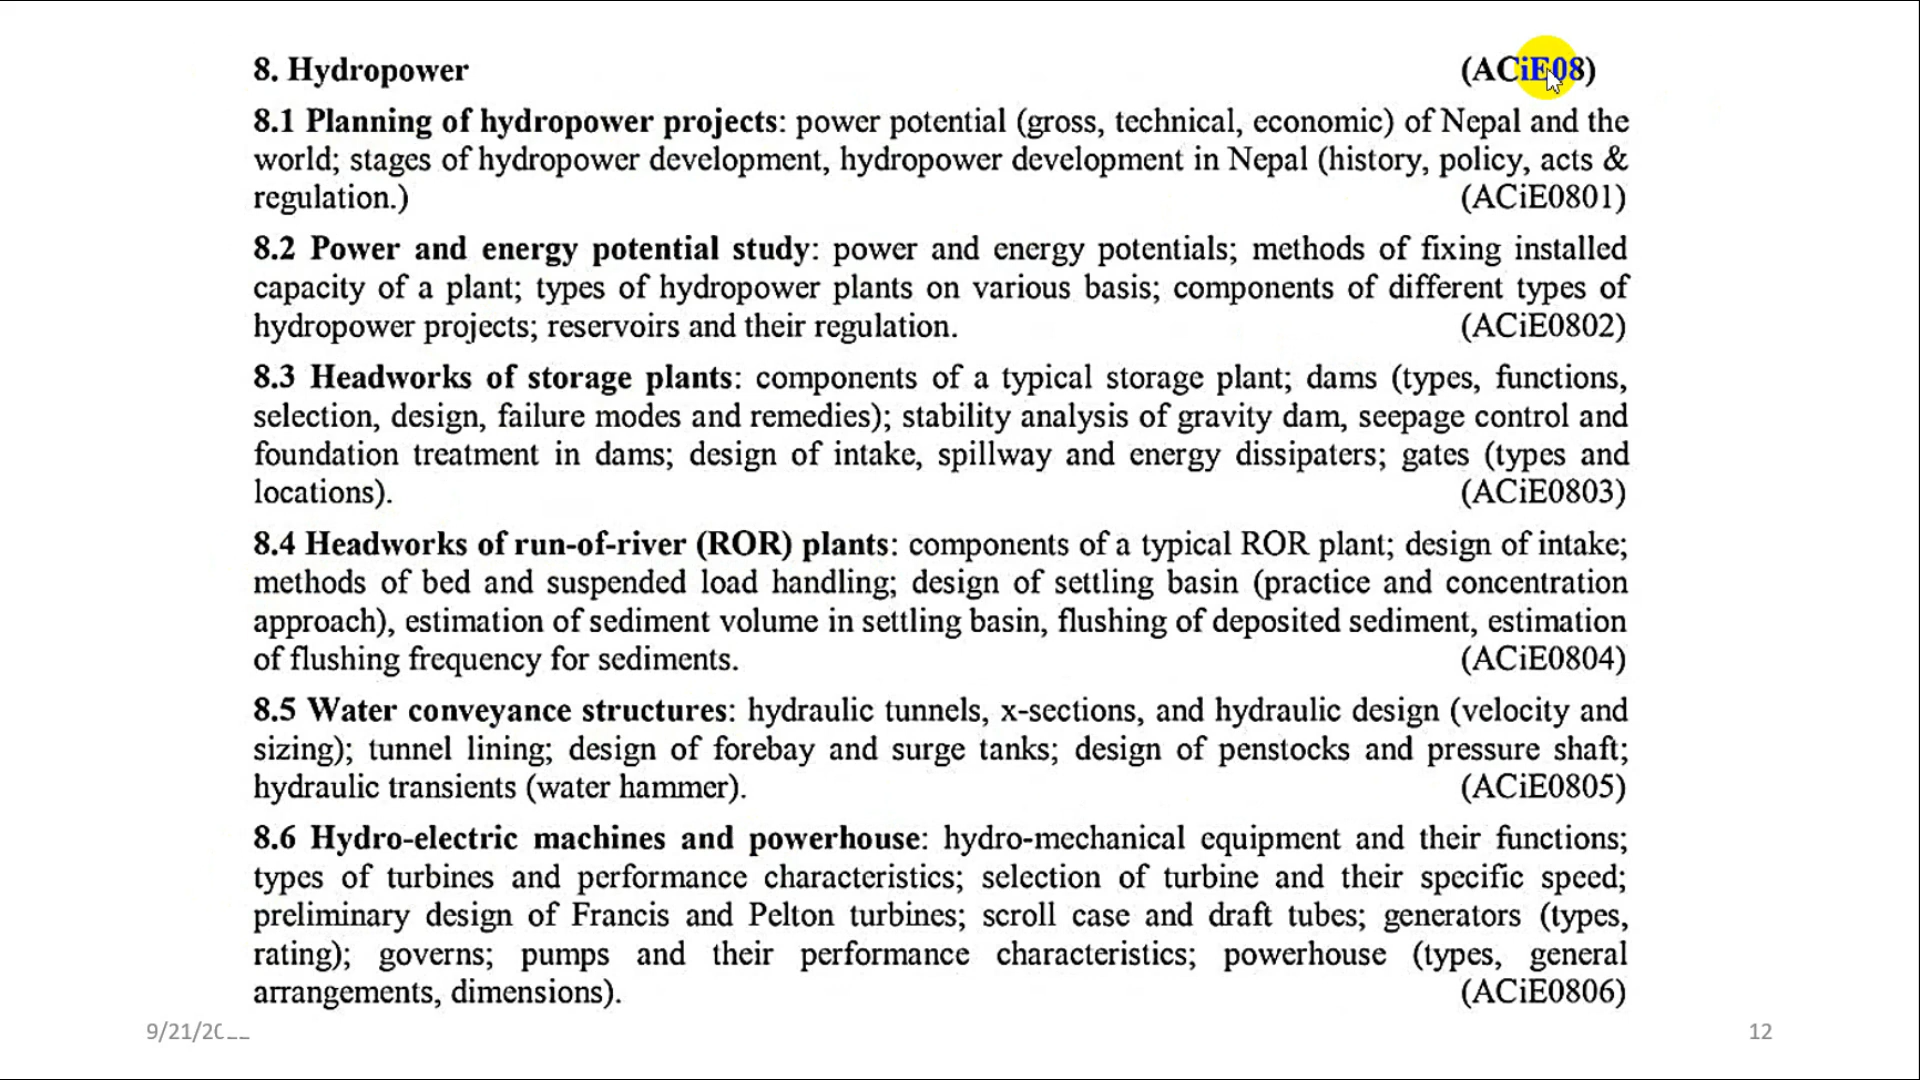 8. Hydropower (ACiE08)
8.1 Planning of hydropower projects: power potential (gross, technical, economic) of Nepal and the
world; stages of hydropower development, hydropower development in Nepal (history, policy, acts &
regulation.) (ACiE0801)
8.2 Power and energy potential study: power and energy potentials; methods of fixing installed
capacity of a plant; types of hydropower plants on various basis; components of different types of
hydropower projects; reservoirs and their regulation. (ACiE0802)
8.3 Headworks of storage plants: components of a typical storage plant; dams (types, functions,
selection, design, failure modes and remedies); stability analysis of gravity dam, seepage control and
foundation treatment in dams; design of intake, spillway and energy dissipaters; gates (types and
locations). (ACiE0803)
8.4 Headworks of run-of-river (ROR) plants: components of a typical ROR plant; design of intake;
methods of bed and suspended load handling; design of settling basin (practice and concentration
approach), estimation of sediment volume in settling basin, flushing of deposited sediment, estimation
of flushing frequency for sediments. (ACiE0804)
8.5 Water conveyance structures: hydraulic tunnels, x-sections, and hydraulic design (velocity and
sizing); tunnel lining; design of forebay and surge tanks; design of penstocks and pressure shaft;
hydraulic transients (water hammer). (ACiE0805)
8.6 Hydro-electric machines and powerhouse: hydro-mechanical equipment and their functions;
types of turbines and performance characteristics; selection of turbine and their specific speed;
preliminary design of Francis and Pelton turbines; scroll case and draft tubes; generators (types,
rating); governs; pumps and their performance characteristics; powerhouse (types, general
arrangements, dimensions). (ACiE0806)
12